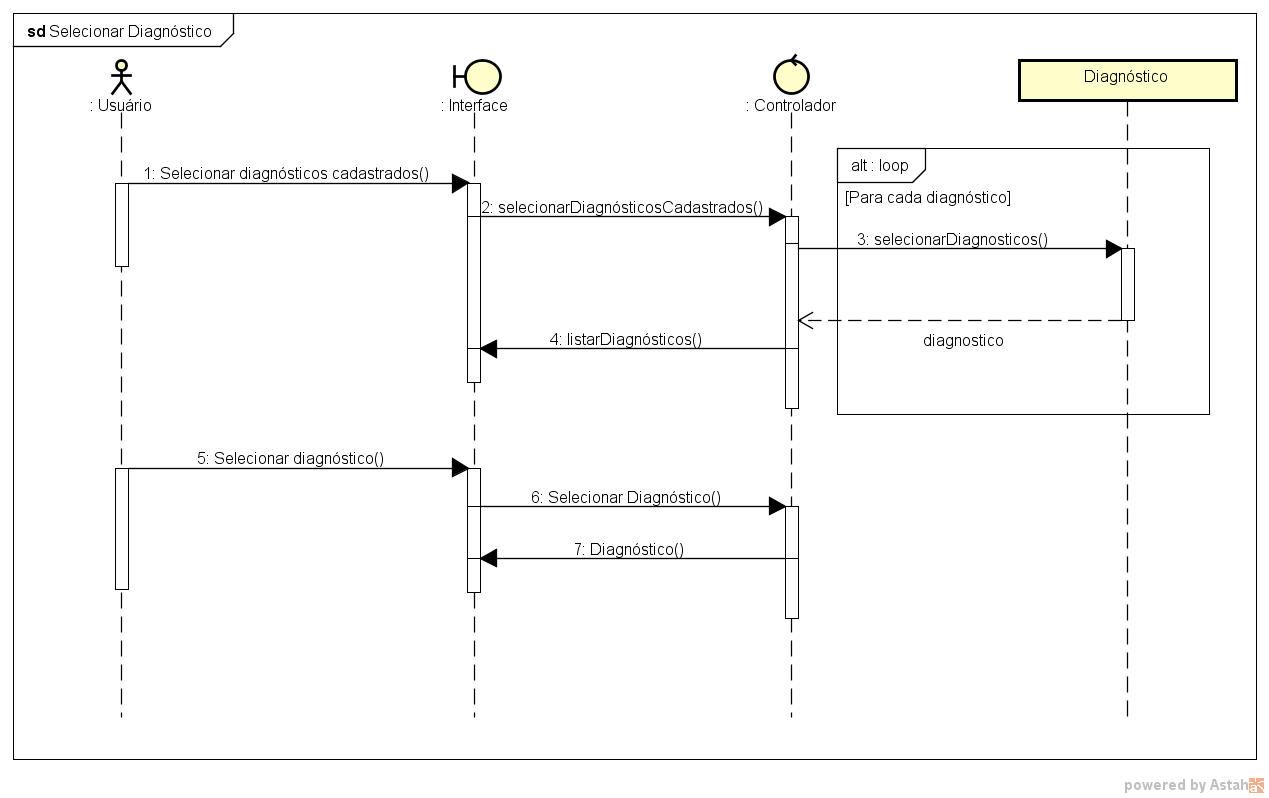 sd Selecionar Diagnóstico
: Usuário
: Interface
: Controlador
Diagnóstico
alt : loop
[Para cada diagnóstico]
1: Selecionar diagnósticos cadastrados()
2: selecionarDiagnósticosCadastrados()
3: selecionarDiagnosticos()
diagnostico
4: listarDiagnósticos()
5: Selecionar diagnóstico()
6: Selecionar Diagnóstico()
7: Diagnóstico()
powered by Astah